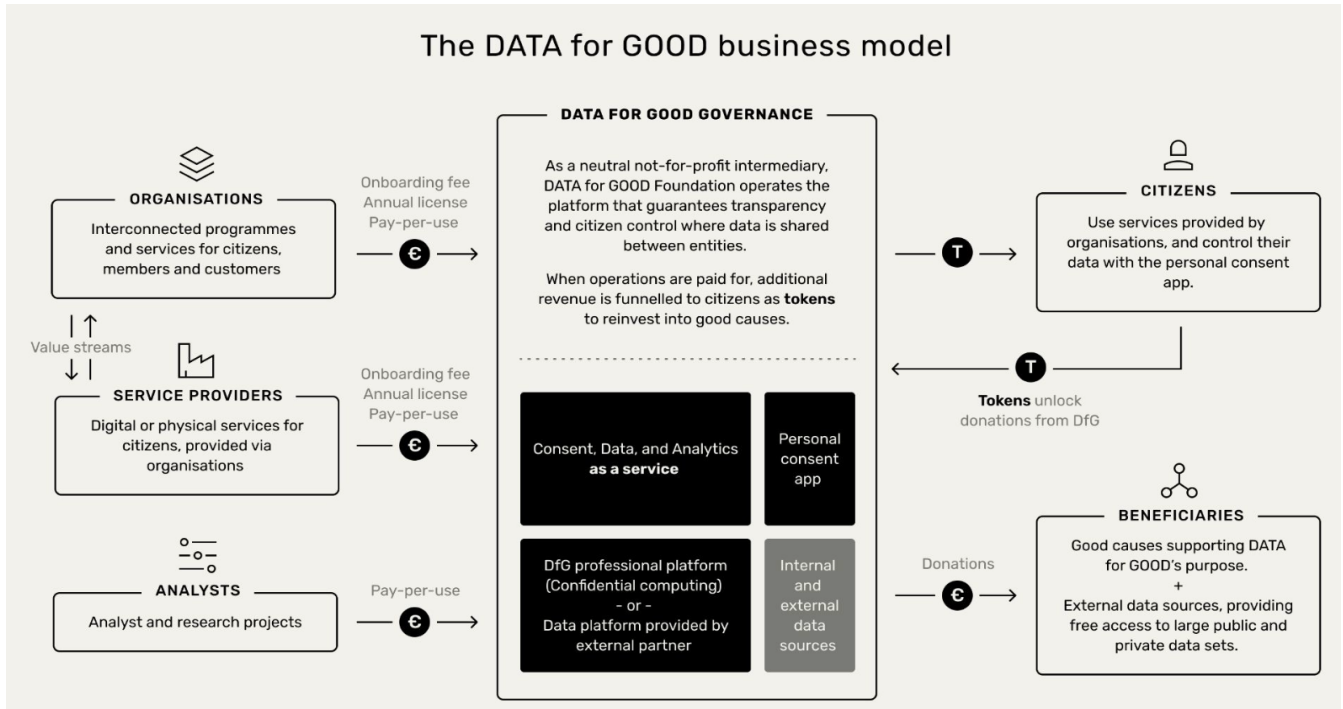 The DATA for GOOD business model
ORGANISATIONS
Interconnected programmes
and services for citizens,
members and customers
Onboarding fee
Annual license
Pay-per-use
€
Value streams
SERVICE PROVIDERS
Digital or physical services for
citizens, provided via
organisations
Onboarding fee
Annual license
Pay-per-use
€
ANALYSTS
Analyst and research projects
Pay-per-use
€
DATA FOR GOOD GOVERNANCE
As a neutral not-for-profit intermediary,
DATA for GOOD Foundation operates the
platform that guarantees transparency
and citizen control where data is shared
between entities.
When operations are paid for, additional
revenue is funnelled to citizens as tokens
to reinvest into good causes.
Consent, Data, and Analytics
as a service
Personal
consent
app
DfG professional platform
(Confidential computing)
- or -
Data platform provided by
external partner
Internal
and
external
data
sources
T
CITIZENS
Use services provided by
organisations, and control their
data with the personal consent
app.
T
Tokens unlock
donations from DfG
Donations
€
BENEFICIARIES
Good causes supporting DATA
for GOOD's purpose.
+
External data sources, providing
free access to large public and
private data sets.